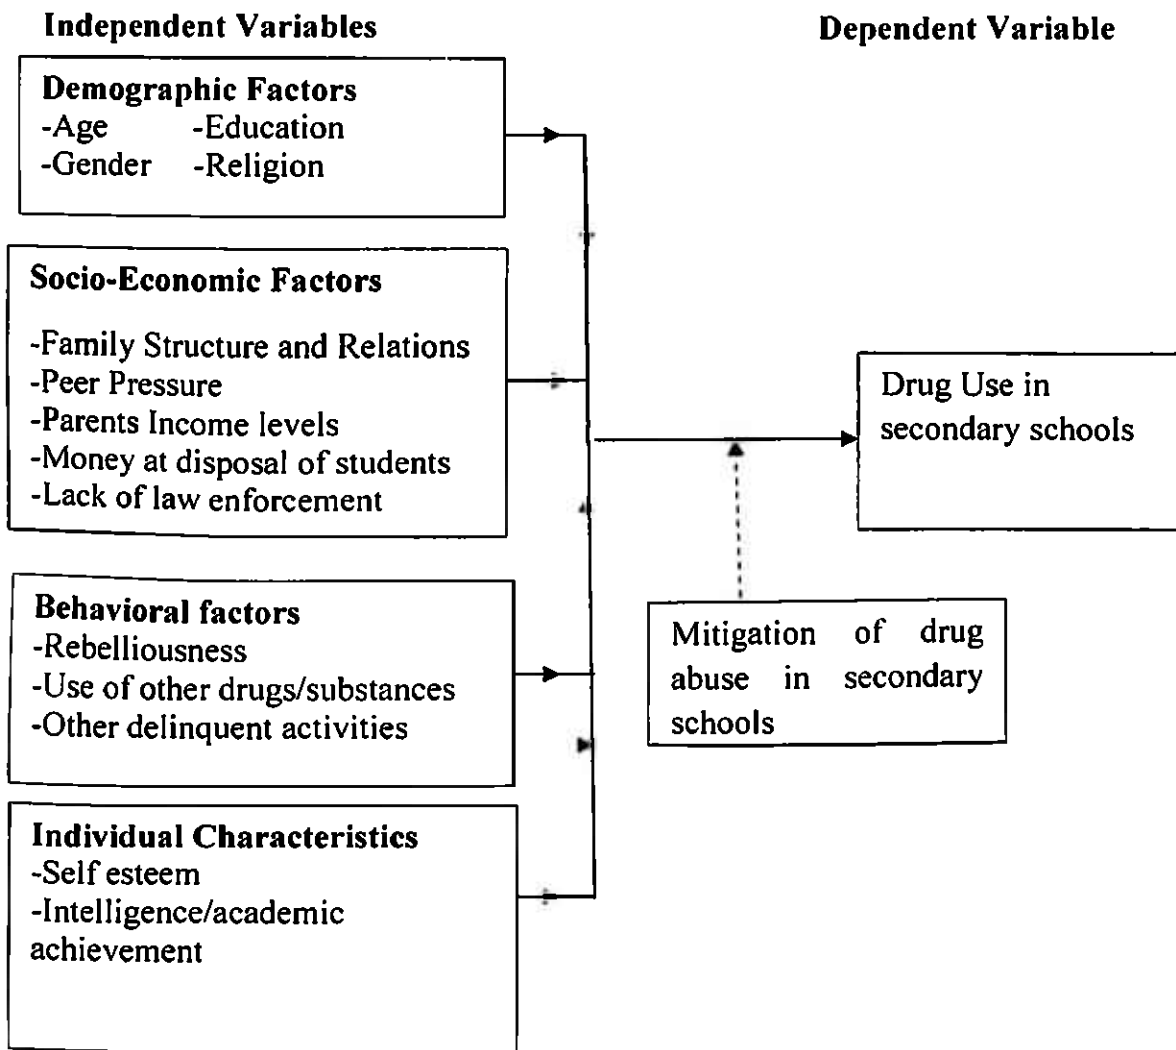 Independent Variables
Dependent Variable
Demographic Factors
-Age -Education
-Gender -Religion
Socio-Economic Factors
-Family Structure and Relations
-Peer Pressure
-Parents Income levels
-Money at disposal of students
-Lack of law enforcement
Behavioral factors
-Rebelliousness
-Use of other drugs/substances
-Other delinquent activities
Individual Characteristics
-Self esteem
-Intelligence/academic
achievement
Drug Use in
secondary schools
Mitigation of drug
abuse in secondary
schools